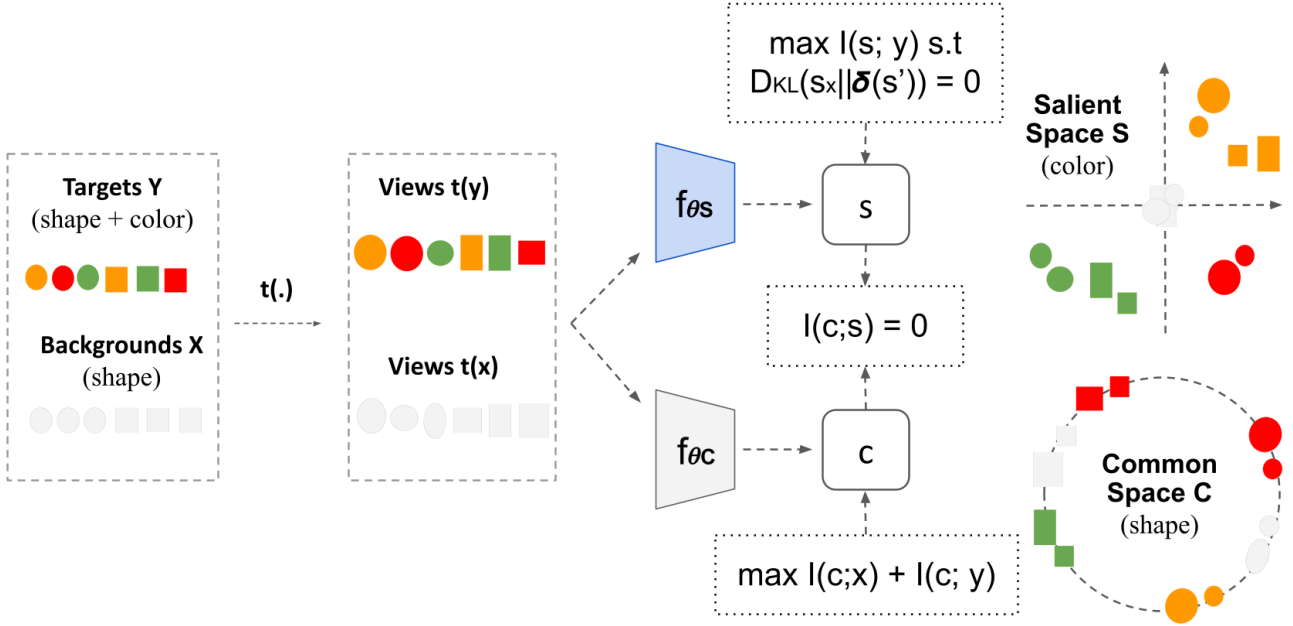 Targets Y
(shape + color)
Backgrounds X
(shape)
t(.)
Views t(y)
Views t(x)
fθs
fθc
max I(s; y) s.t
DKL(sx||δ(s’)) = 0
s
I(c;s) = 0
c
max I(c;x) + I(c; y)
Salient
Space S
(color)
Common
Space C
(shape)